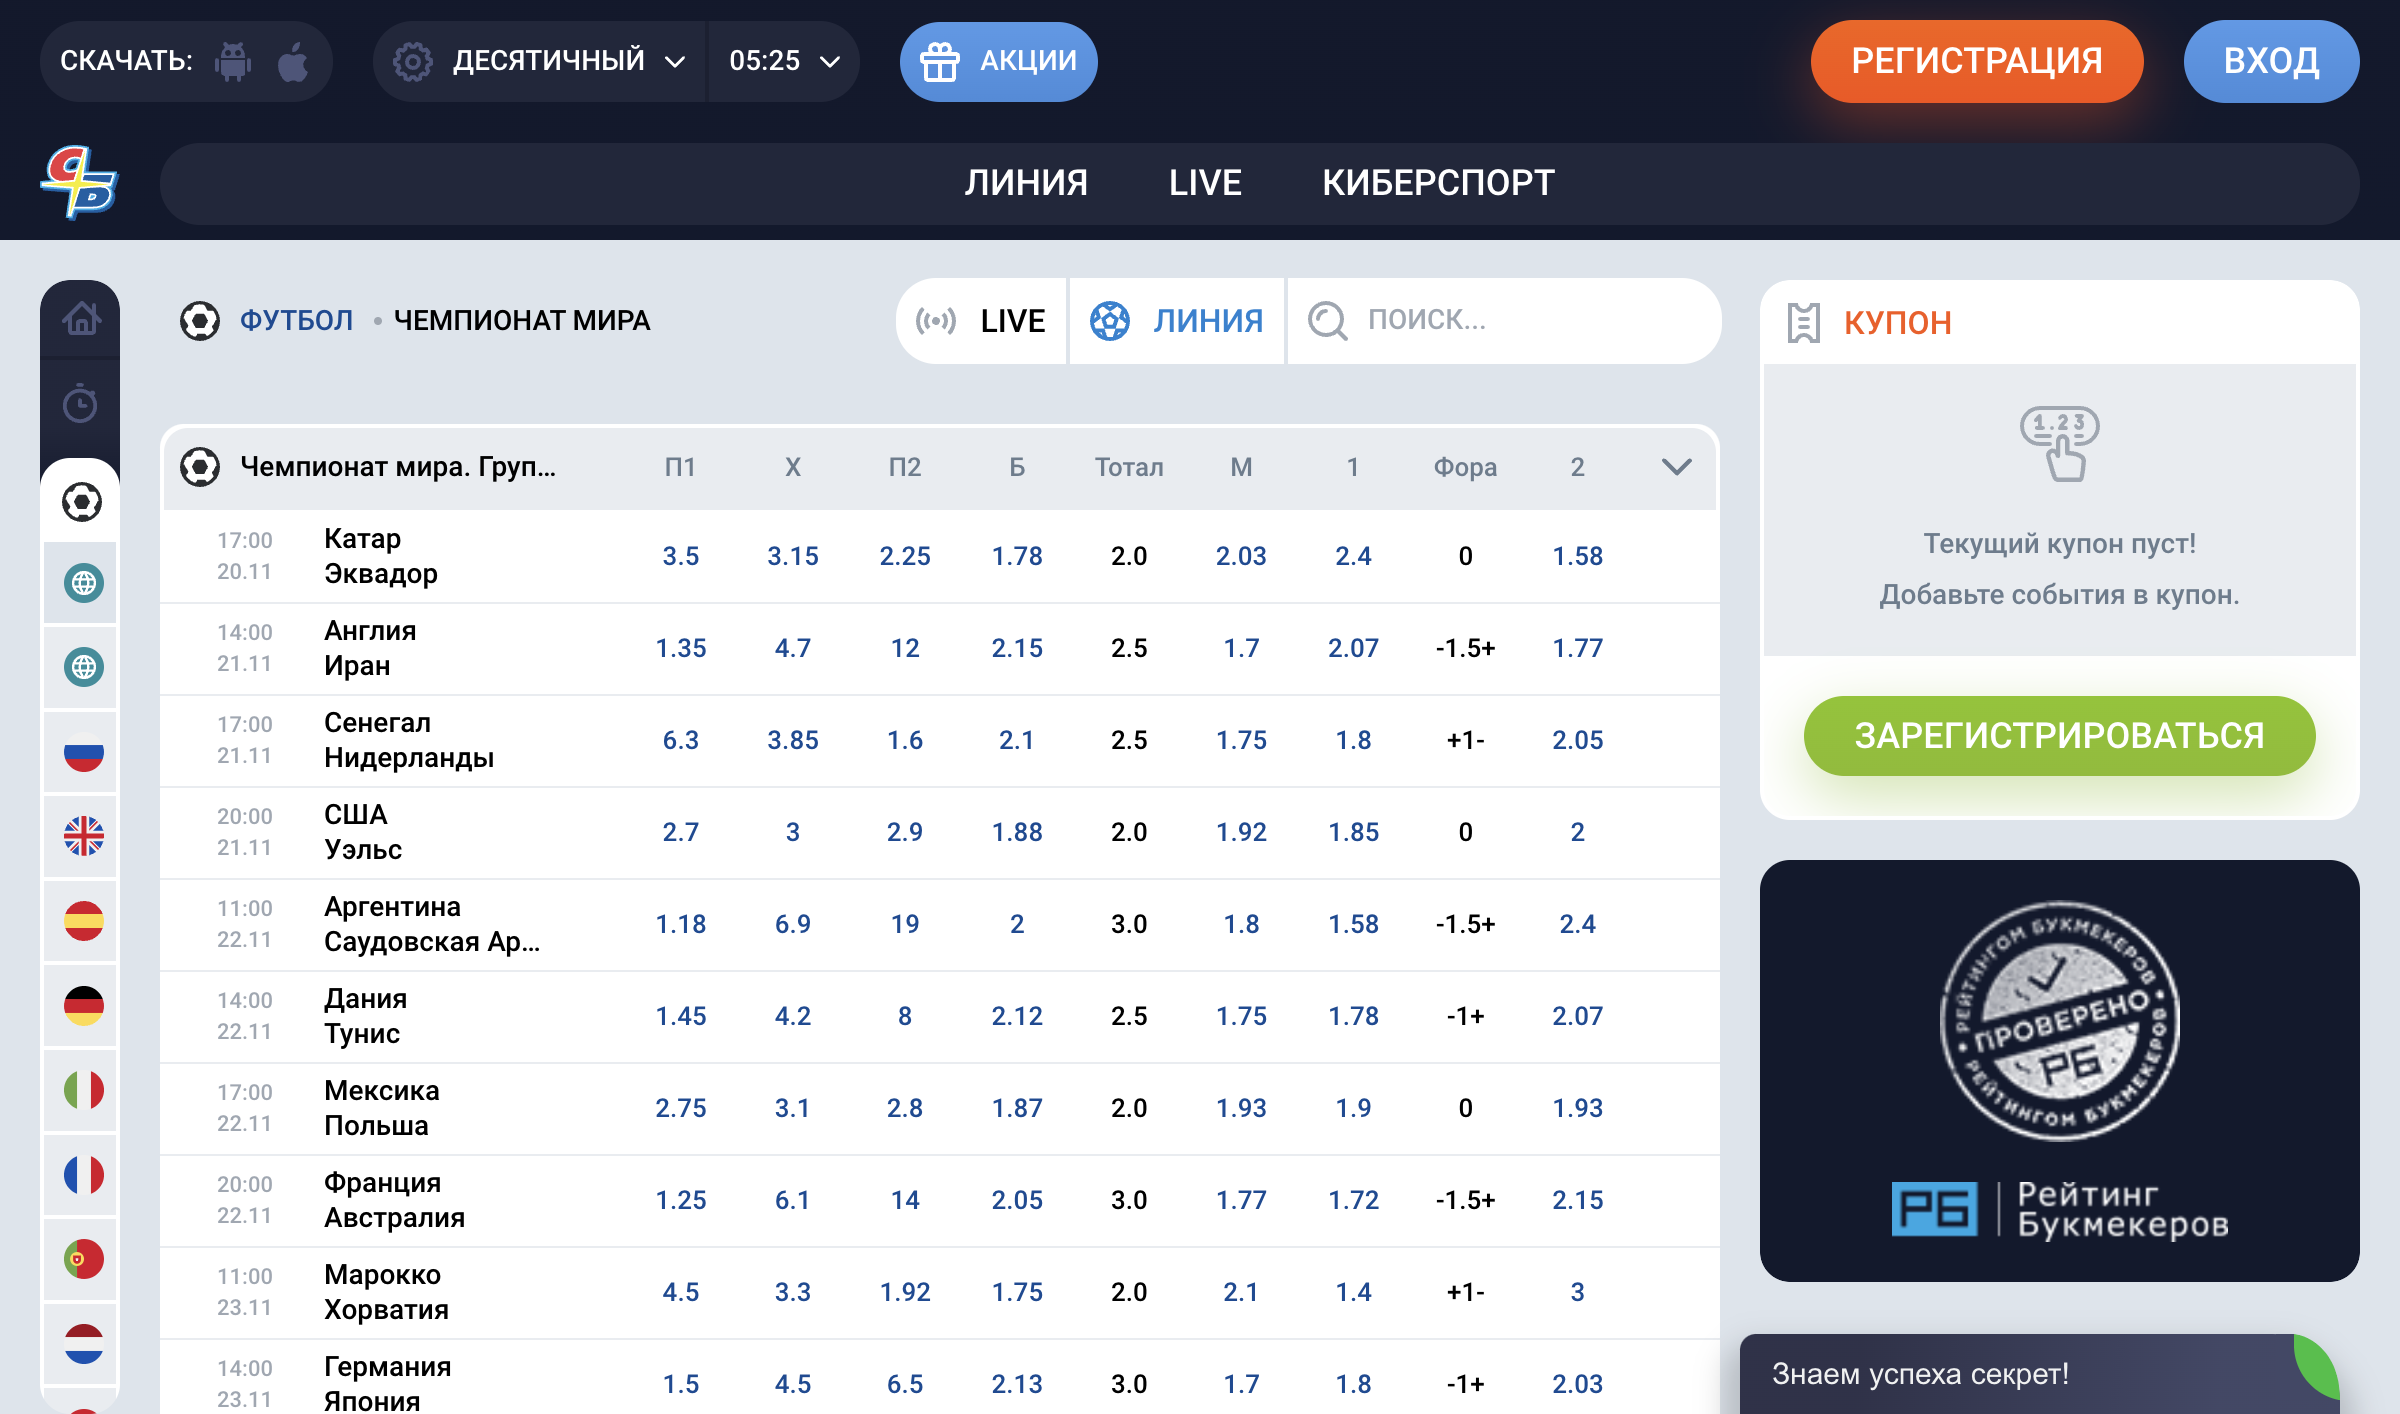 СКАЧАТЬ:
ДЕСЯТИЧНЫЙ
05:25
АКЦИИ
РЕГИСТРАЦИЯ
ВХОД
СБ
ЛИНИЯ
LIVE
КИБЕРСПОРТ
ФУТБОЛ • ЧЕМПИОНАТ МИРА
LIVE
ЛИНИЯ
ПОИСК...
Чемпионат мира. Груп... П1 X П2 Б Тотал М 1 Фора 2
17:00 Катар
20.11 Эквадор
3.5 3.15 2.25 1.78 2.0 2.03 2.4 0 1.58
14:00 Англия
21.11 Иран
1.35 4.7 12 2.15 2.5 1.7 2.07 -1.5+ 1.77
17:00 Сенегал
21.11 Нидерланды
6.3 3.85 1.6 2.1 2.5 1.75 1.8 +1- 2.05
20:00 США
21.11 Уэльс
2.7 3 2.9 1.88 2.0 1.92 1.85 0 2
11:00 Аргентина
22.11 Саудовская Ар...
1.18 6.9 19 2 3.0 1.8 1.58 -1.5+ 2.4
14:00 Дания
22.11 Тунис
1.45 4.2 8 2.12 2.5 1.75 1.78 -1+ 2.07
17:00 Мексика
22.11 Польша
2.75 3.1 2.8 1.87 2.0 1.93 1.9 0 1.93
20:00 Франция
22.11 Австралия
1.25 6.1 14 2.05 3.0 1.77 1.72 -1.5+ 2.15
11:00 Марокко
23.11 Хорватия
4.5 3.3 1.92 1.75 2.0 2.1 1.4 +1- 3
14:00 Германия
23.11 Япония
1.5 4.5 6.5 2.13 3.0 1.7 1.8 -1+ 2.03
КУПОН
1.23
Текущий купон пуст!
Добавьте события в купон.
ЗАРЕГИСТРИРОВАТЬСЯ
РЕЙТИНГОМ БУКМЕКЕРОВ
ПРОВЕРЕНО
РБ
РЕЙТИНГОМ БУКМЕКЕРОВ
РБ
Рейтинг
Букмекеров
Знаем успеха секрет!